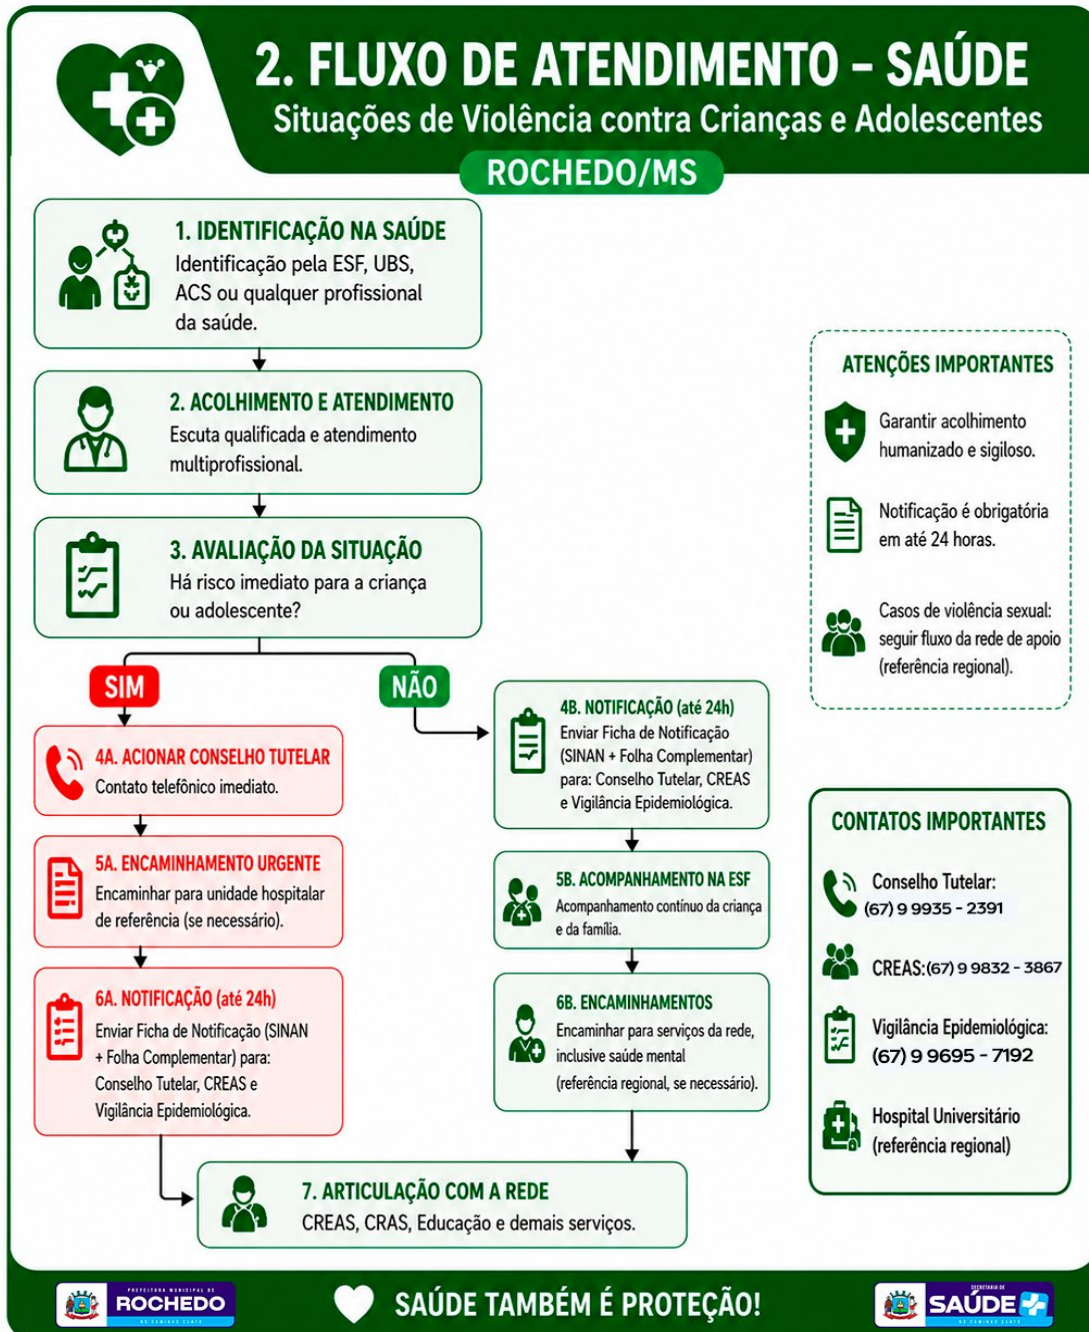 2. FLUXO DE ATENDIMENTO – SAÚDE
Situações de Violência contra Crianças e Adolescentes
ROCHEDO/MS
1. IDENTIFICAÇÃO NA SAÚDE
Identificação pela ESF, UBS,
ACS ou qualquer profissional
da saúde.
2. ACOLHIMENTO E ATENDIMENTO
Escuta qualificada e atendimento
multiprofissional.
3. AVALIAÇÃO DA SITUAÇÃO
Há risco imediato para a criança
ou adolescente?
SIM
NÃO
4A. ACIONAR CONSELHO TUTELAR
Contato telefônico imediato.
5A. ENCAMINHAMENTO URGENTE
Encaminhar para unidade hospitalar
de referência (se necessário).
6A. NOTIFICAÇÃO (até 24h)
Enviar Ficha de Notificação (SINAN
+ Folha Complementar) para:
Conselho Tutelar, CREAS e
Vigilância Epidemiológica.
4B. NOTIFICAÇÃO (até 24h)
Enviar Ficha de Notificação
(SINAN + Folha Complementar)
para: Conselho Tutelar, CREAS
e Vigilância Epidemiológica.
5B. ACOMPANHAMENTO NA ESF
Acompanhamento contínuo da criança
e da família.
6B. ENCAMINHAMENTOS
Encaminhar para serviços da rede,
inclusive saúde mental
(referência regional, se necessário).
7. ARTICULAÇÃO COM A REDE
CREAS, CRAS, Educação e demais serviços.
ATENÇÕES IMPORTANTES
Garantir acolhimento
humanizado e sigiloso.
Notificação é obrigatória
em até 24 horas.
Casos de violência sexual:
seguir fluxo da rede de apoio
(referência regional).
CONTATOS IMPORTANTES
Conselho Tutelar:
(67) 9 9935 - 2391
CREAS:(67) 9 9832 - 3867
Vigilância Epidemiológica:
(67) 9 9695 - 7192
Hospital Universitário
(referência regional)
PREFEITURA MUNICIPAL DE
ROCHEDO
SAÚDE TAMBÉM É PROTEÇÃO!
SECRETARIA DE
SAÚDE